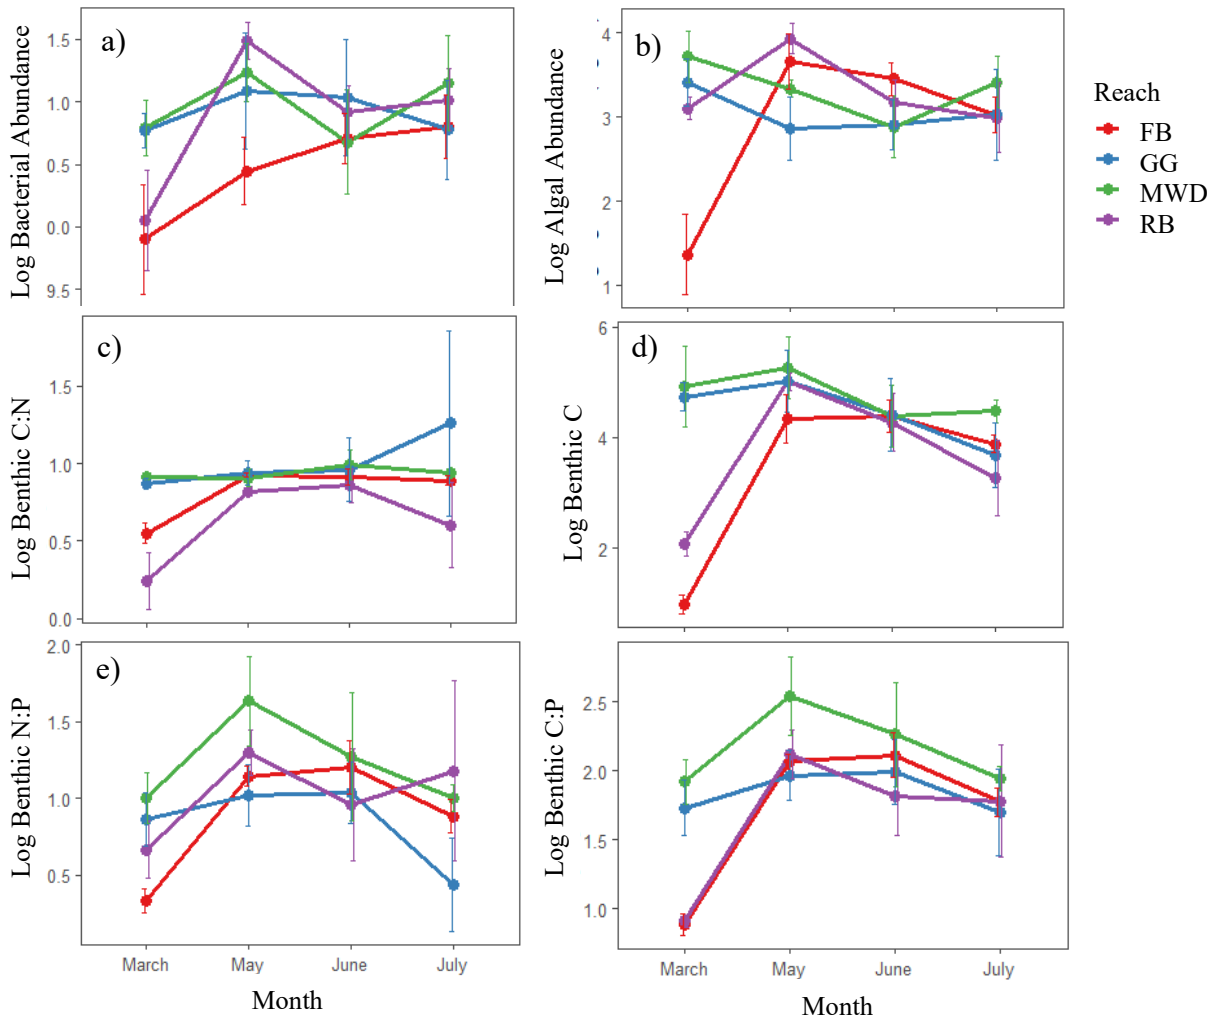 a)
Log Bacterial Abundance
1.5
1.0
0.5
0.0
9.5
b)
Log Algal Abundance
4
3
2
1
Reach
FB
GG
MWD
RB
c)
Log Benthic C:N
1.5
1.0
0.5
0.0
d)
Log Benthic C
6
4
2
e)
Log Benthic N:P
2.0
1.5
1.0
0.5
March
May
June
July
Month
Log Benthic C:P
2.5
2.0
1.5
1.0
March
May
June
July
Month